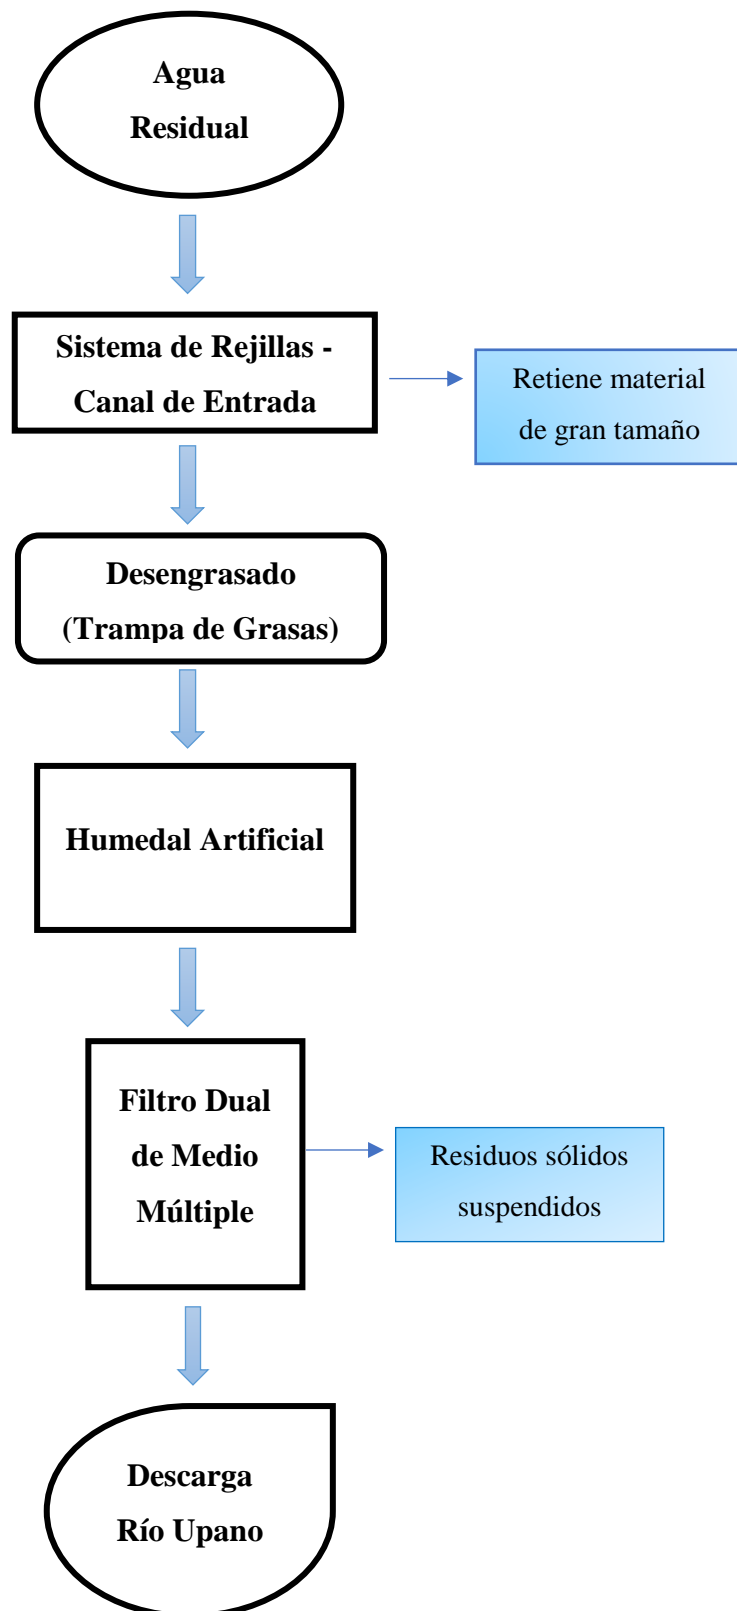 Agua
Residual
Sistema de Rejillas -
Canal de Entrada
Retiene material
de gran tamaño
Desengrasado
(Trampa de Grasas)
Humedal Artificial
Filtro Dual
de Medio
Múltiple
Residuos sólidos
suspendidos
Descarga
Río Upano